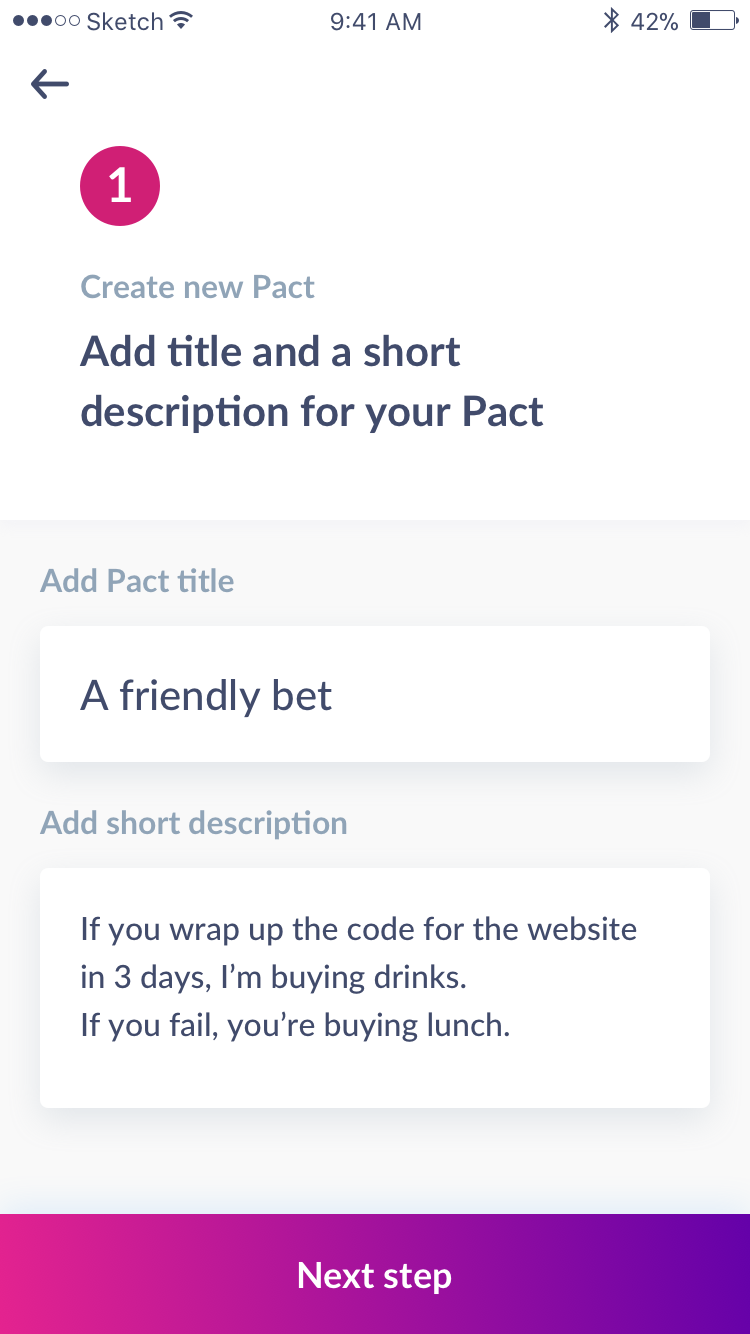 Sketch 9:41 AM 42%
1
Create new Pact
Add title and a short
description for your Pact
Add Pact title
A friendly bet
Add short description
If you wrap up the code for the website
in 3 days, I’m buying drinks.
If you fail, you’re buying lunch.
Next step